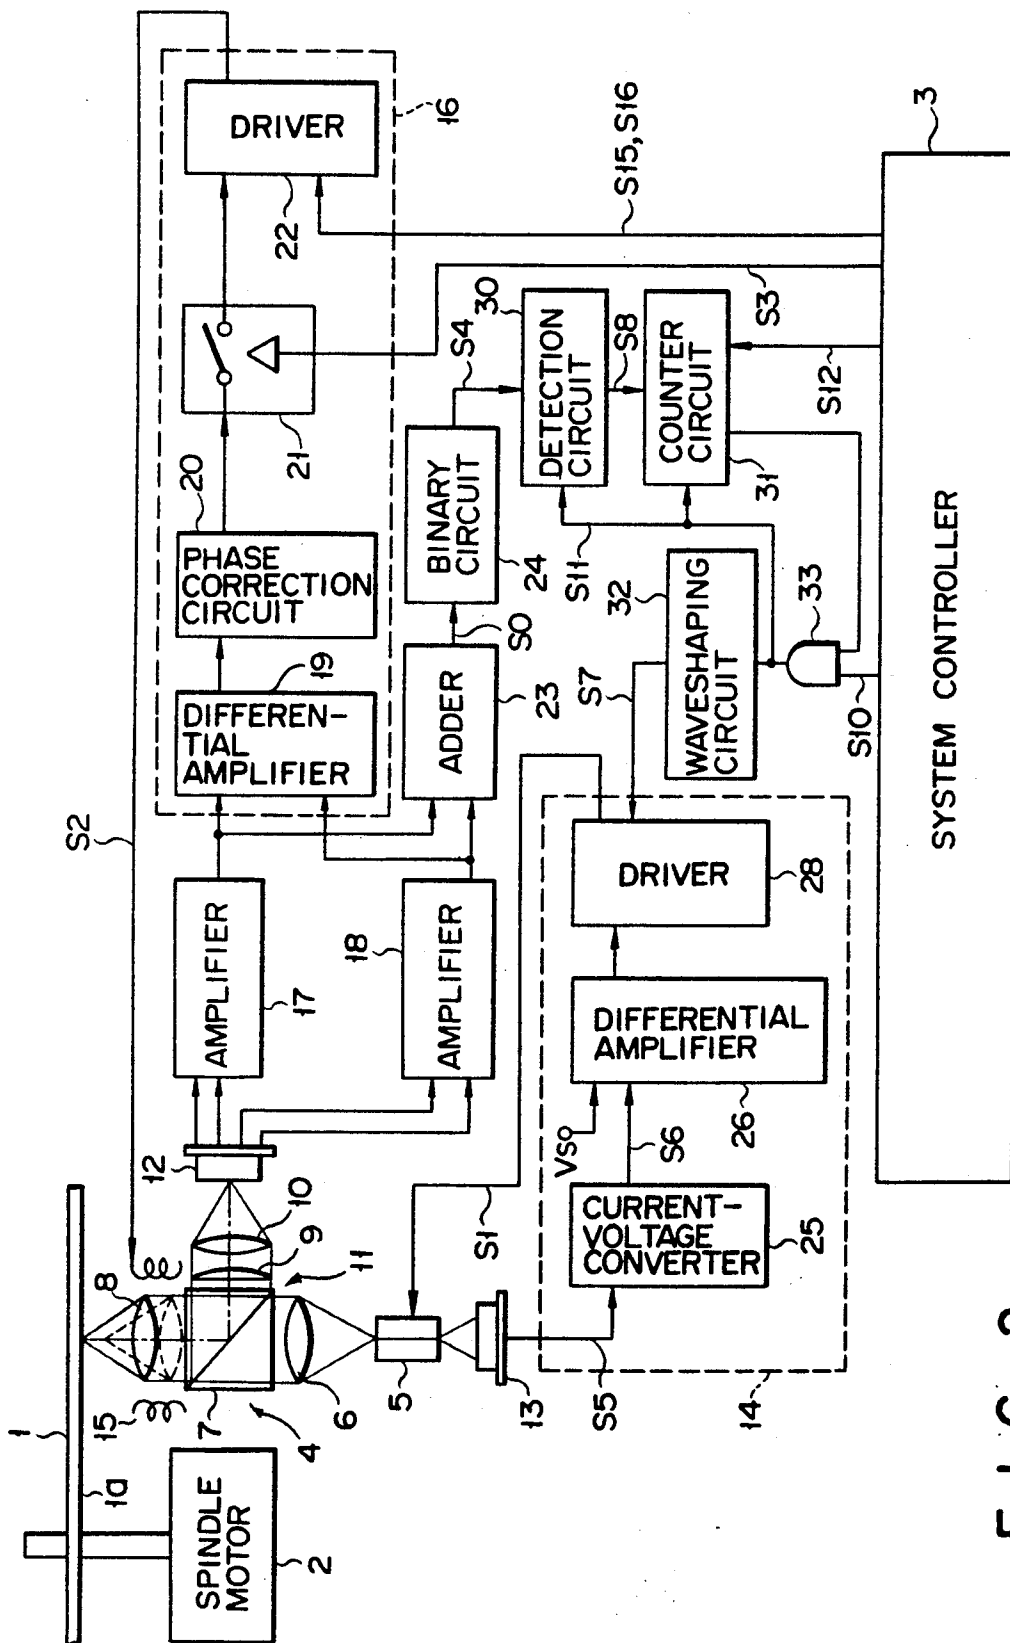 1
1a
SPINDLE
MOTOR
2
15
8
7
4
6
9
10
11
12
5
13
S5
S1
S2
AMPLIFIER
17
18
AMPLIFIER
DIFFEREN-
TIAL
AMPLIFIER
19
20
PHASE
CORRECTION
CIRCUIT
21
DRIVER
22
16
ADDER
23
S0
BINARY
CIRCUIT
24
S4
30
DETECTION
CIRCUIT
S8
COUNTER
CIRCUIT
31
S11
S12
S3
S15, S16
32
WAVESHAPING
CIRCUIT
S7
33
S10
14
CURRENT-
VOLTAGE
CONVERTER
25
VS
S6
DIFFERENTIAL
AMPLIFIER
26
DRIVER
28
SYSTEM CONTROLLER
3